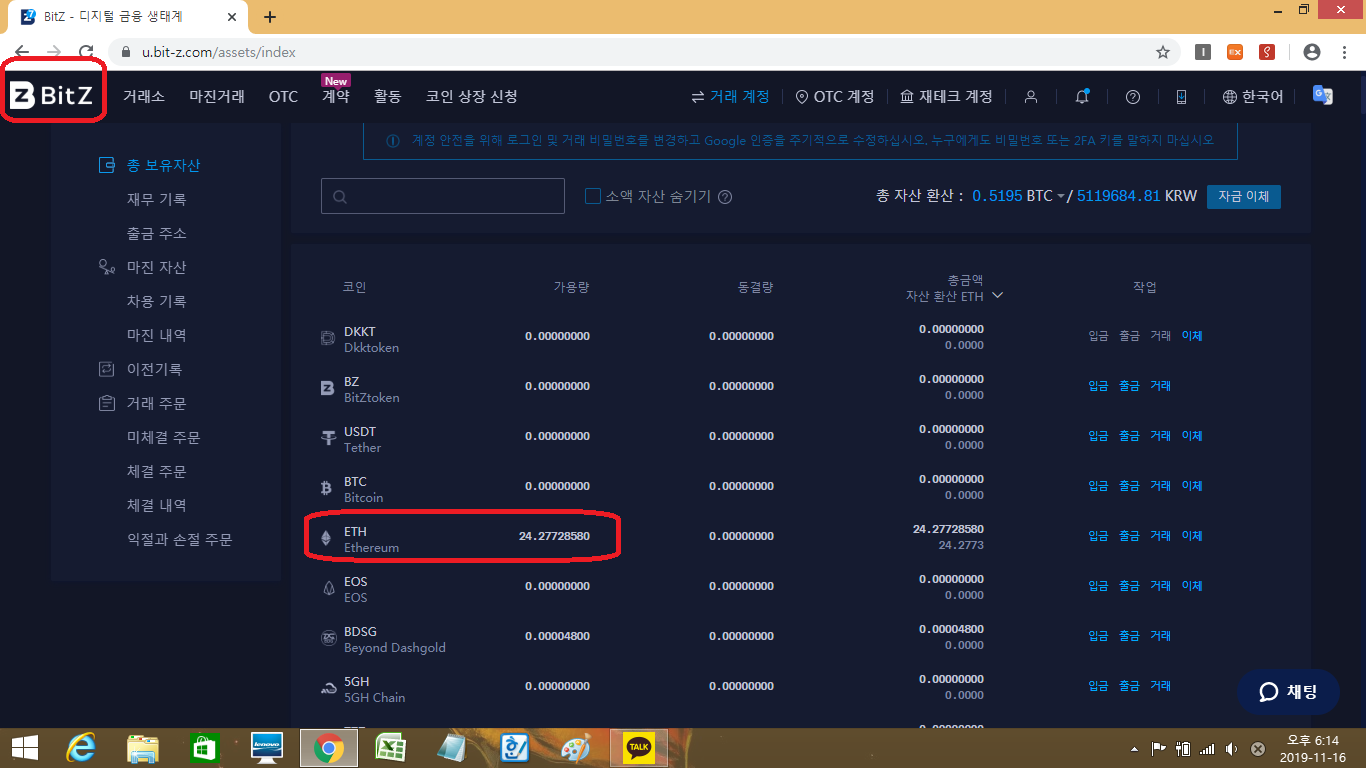 BitZ - 디지털 금융 생태계
u.bit-z.com/assets/index
BitZ
거래소 마진거래 OTC 계약 New 활동 코인 상장 신청 거래 계정 OTC 계정 재테크 계정 한국어
계정 안전을 위해 로그인 및 거래 비밀번호를 변경하고 Google 인증을 주기적으로 수정하십시오, 누구에게도 비밀번호 또는 2FA 키를 말하지 마십시오
총 보유자산
재무 기록
출금 주소
마진 자산
차용 기록
마진 내역
이전기록
거래 주문
미체결 주문
체결 주문
체결 내역
익절과 손절 주문
소액 자산 숨기기
총 자산 환산 : 0.5195 BTC / 5119684.81 KRW 자금 이체
코인 가용량 동결량 총금액 작업
자산 환산 ETH
DKKT 0.00000000 0.00000000 0.00000000 입금 출금 거래 이체
Dkktoken 0.0000
BZ 0.00000000 0.00000000 0.00000000 입금 출금 거래
BitZtoken 0.0000
USDT 0.00000000 0.00000000 0.00000000 입금 출금 거래 이체
Tether 0.0000
BTC 0.00000000 0.00000000 0.00000000 입금 출금 거래 이체
Bitcoin 0.0000
ETH 24.27728580 0.00000000 24.27728580 입금 출금 거래 이체
Ethereum 24.2773
EOS 0.00000000 0.00000000 0.00000000 입금 출금 거래 이체
EOS 0.0000
BDSG 0.00004800 0.00000000 0.00004800 입금 출금 거래
Beyond Dashgold 0.0000
5GH 0.00000000 0.00000000 0.00000000 입금 출금 거래
5GH Chain 0.0000
채팅
lenovo
TALK
오후 6:14
2019-11-16